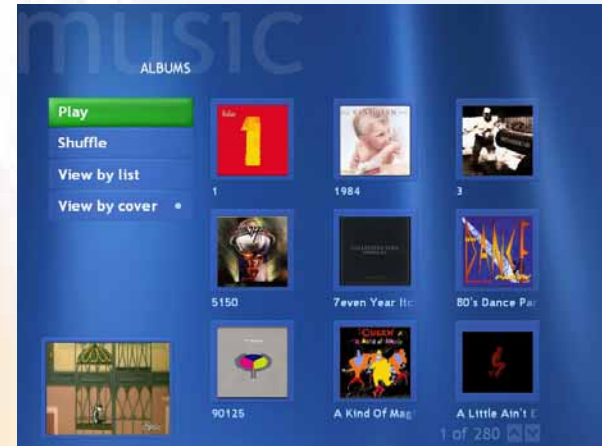 music
ALBUMS
Play
Shuffle
View by list
View by cover
1
1984
3
5150
7even Year Itc
80's Dance Par
90125
A Kind Of Mag
A Little Ain't E
1 of 280